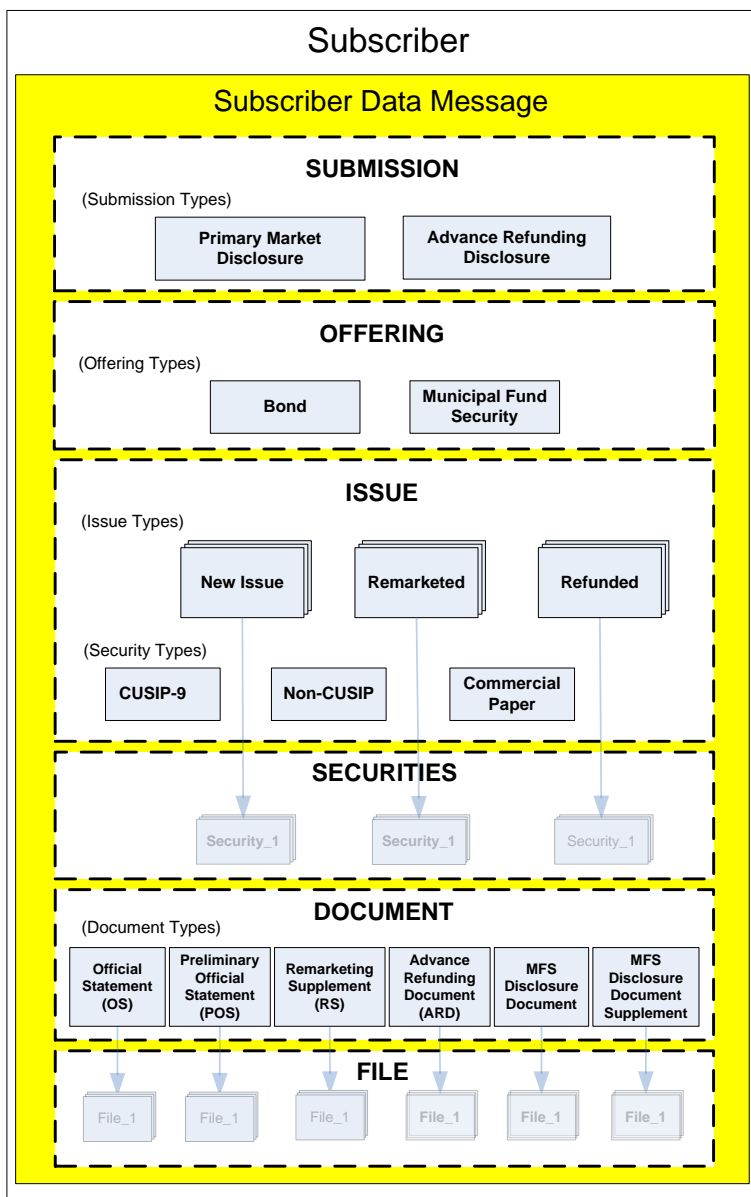 Subscriber
Subscriber Data Message
SUBMISSION
(Submission Types)
Primary Market
Disclosure
Advance Refunding
Disclosure
OFFERING
(Offering Types)
Bond
Municipal Fund
Security
ISSUE
(Issue Types)
New Issue
Remarketed
Refunded
(Security Types)
CUSIP-9
Non-CUSIP
Commercial
Paper
SECURITIES
Security_1
Security_1
Security_1
DOCUMENT
(Document Types)
Official
Statement
(OS)
Preliminary
Official
Statement
(POS)
Remarketing
Supplement
(RS)
Advance
Refunding
Document
(ARD)
MFS
Disclosure
Document
MFS
Disclosure
Document
Supplement
FILE
File_1
File_1
File_1
File_1
File_1
File_1